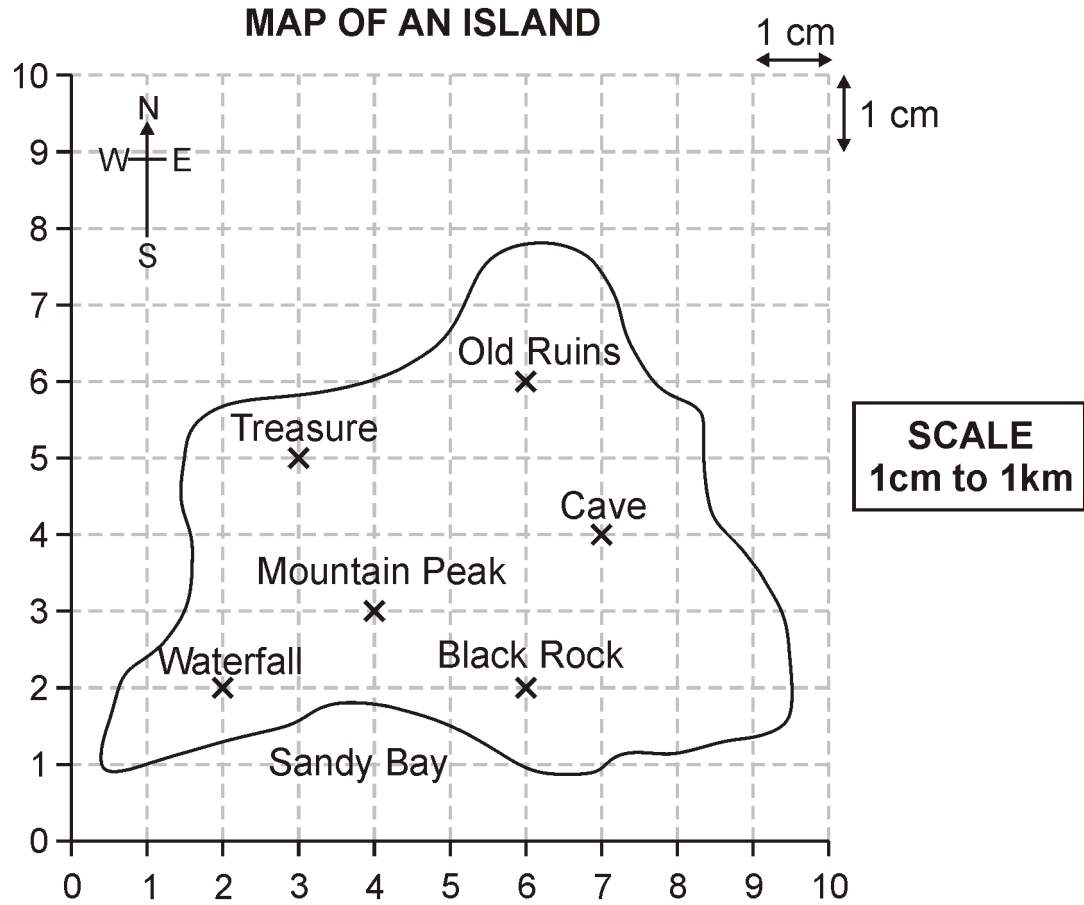 MAP OF AN ISLAND
1 cm
1 cm
10
9
8
7
6
5
4
3
2
1
0
N
W E
S
Old Ruins
Treasure
Cave
Mountain Peak
Waterfall
Black Rock
Sandy Bay
SCALE
1cm to 1km
0 1 2 3 4 5 6 7 8 9 10